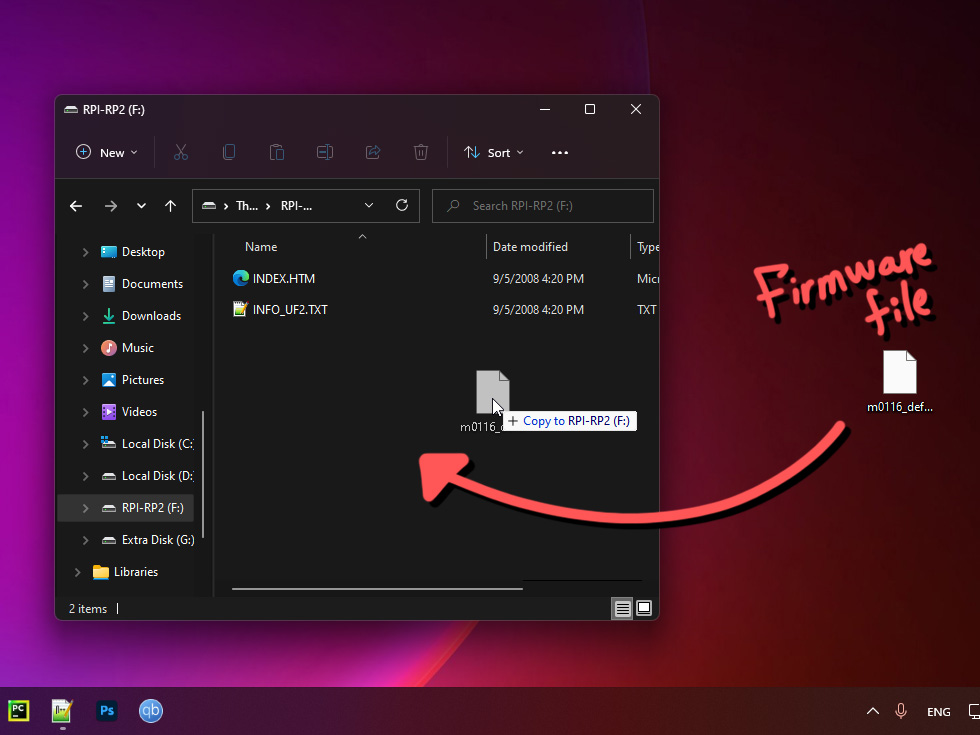 RPI-RP2 (F:)
New
Sort
Th...
RPI-...
Search RPI-RP2 (F:)
Name
Date modified
Type
Desktop
INDEX.HTM
9/5/2008 4:20 PM
Mic
Documents
INFO_UF2.TXT
9/5/2008 4:20 PM
TXT
Downloads
Music
Pictures
Videos
Local Disk (C:
Local Disk (D:
RPI-RP2 (F:)
Extra Disk (G:)
Libraries
m0116_d
+ Copy to RPI-RP2 (F:)
2 items
Firmware
file
m0116_def...
PC
Ps
qb
ENG